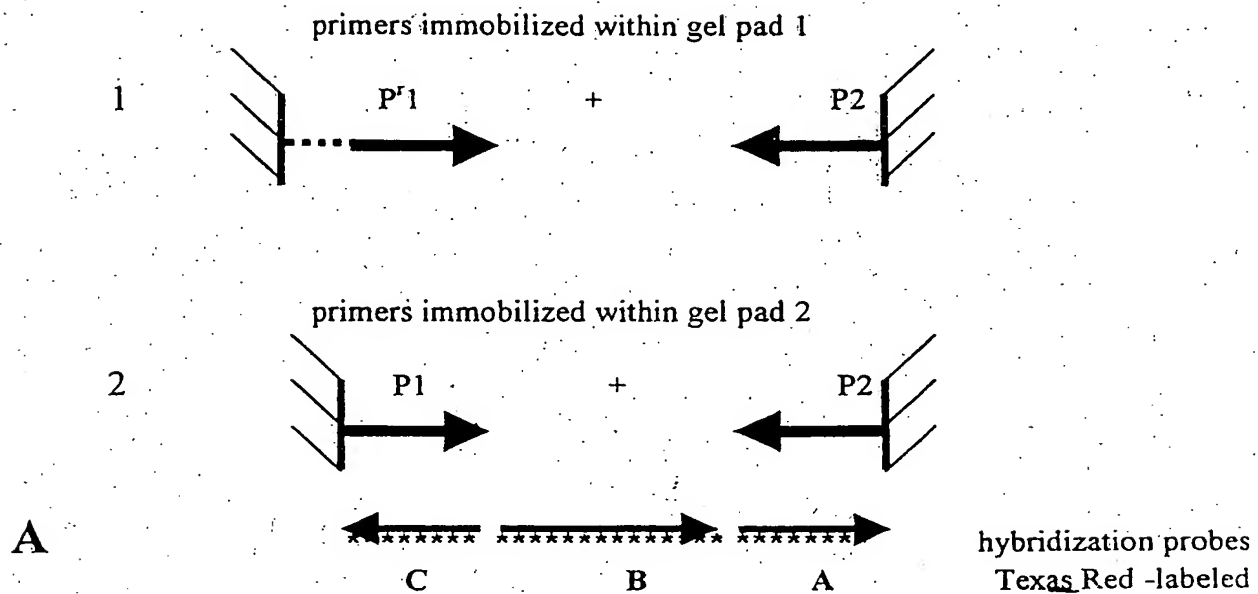 primers immobilized within gel pad 1
1 Pʳ1 + P2
primers immobilized within gel pad 2
2 P1 + P2
A
hybridization probes
C B A Texas Red -labeled